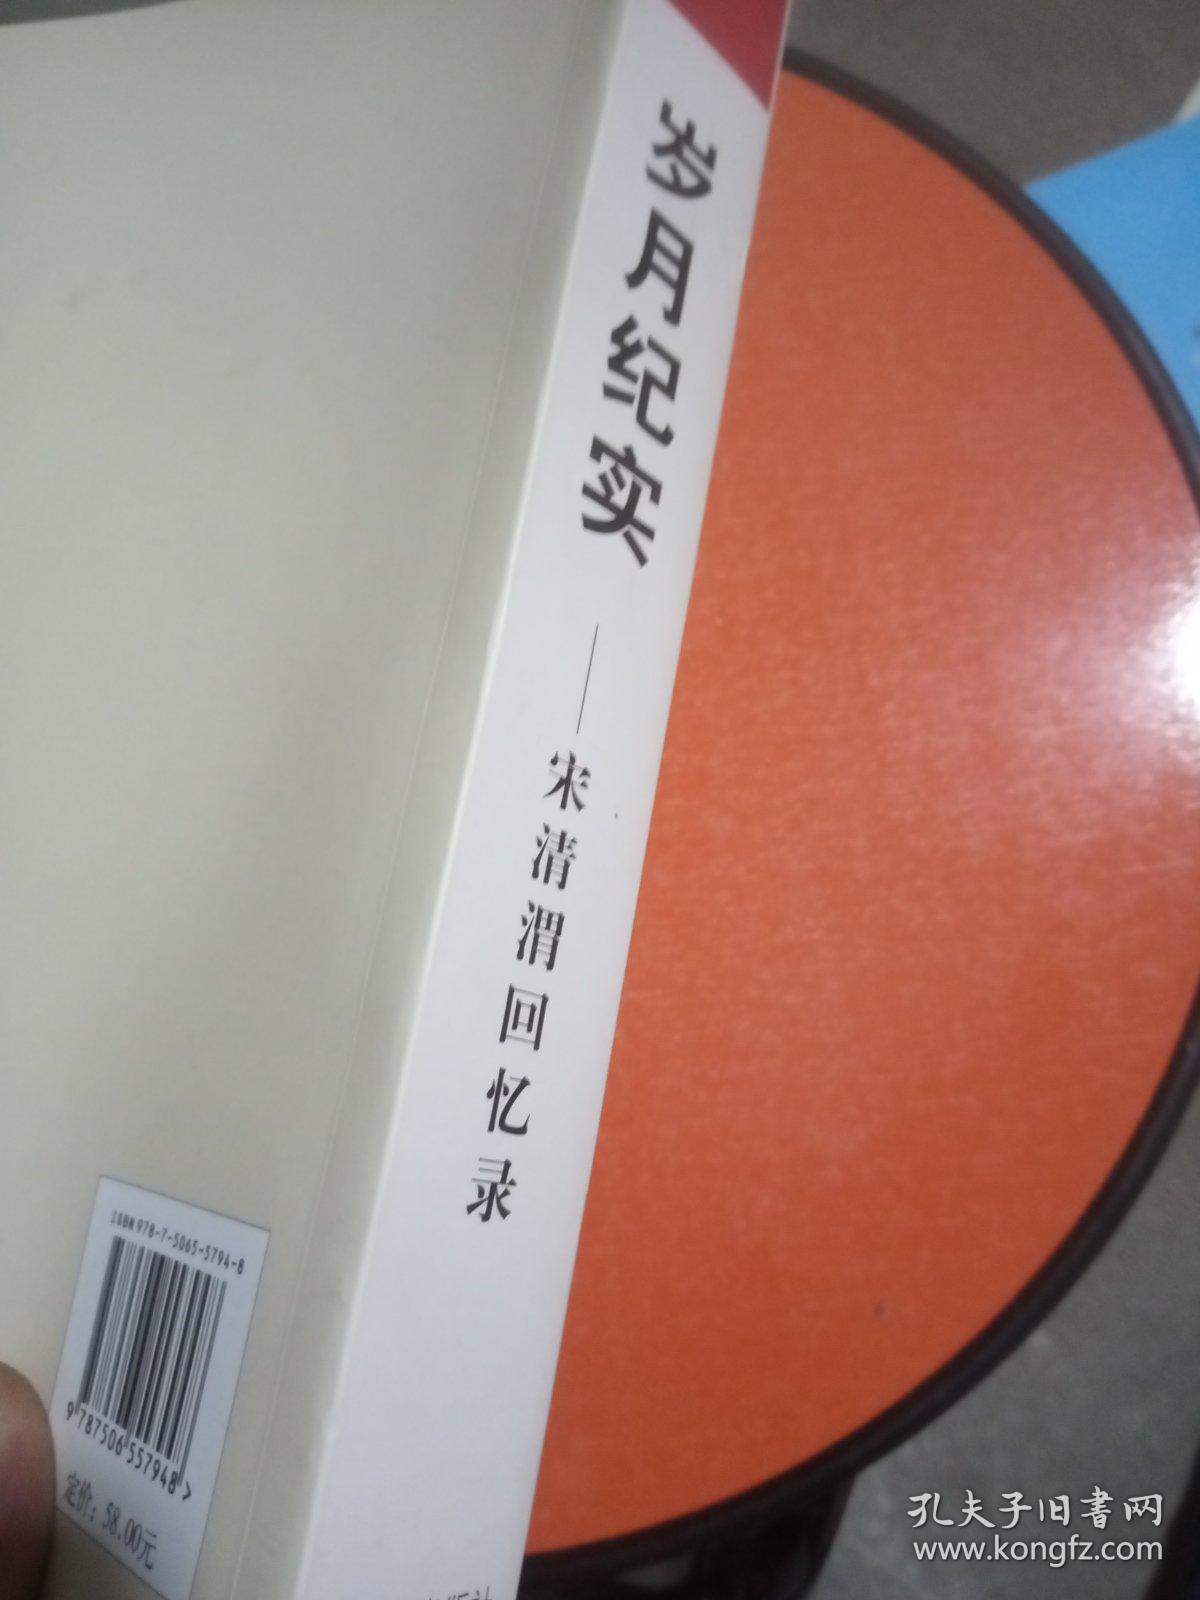 岁月纪实
——宋清渭回忆录
ISBN 978-7-5065-5794-8
9 787506 557948 >
定价：58.00元
孔夫子旧书网
www.kongfz.com